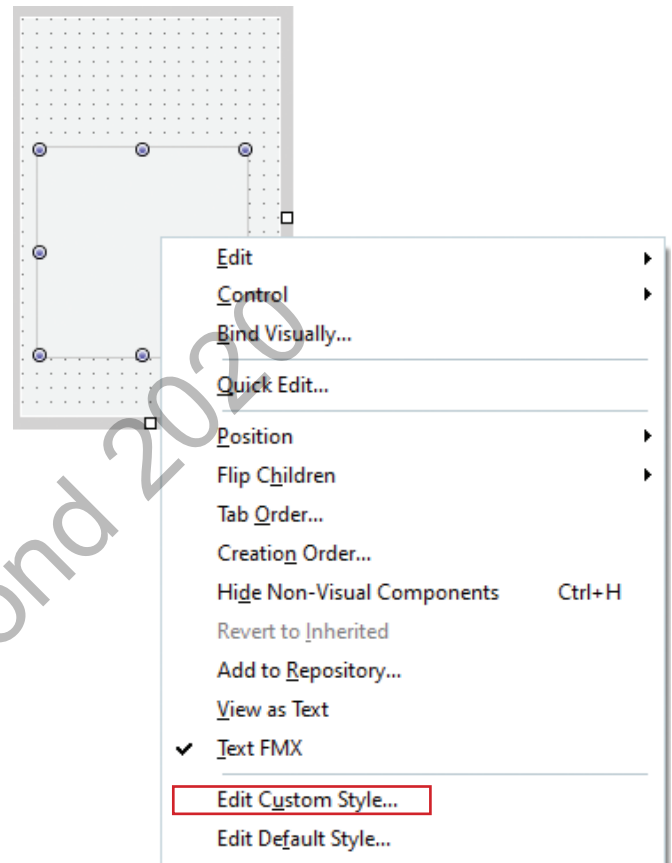 Edit
Control
Bind Visually...
Quick Edit...
Position
Flip Children
Tab Order...
Creation Order...
Hide Non-Visual Components Ctrl+H
Revert to Inherited
Add to Repository...
View as Text
Text FMX
Edit Custom Style...
Edit Default Style...
2020